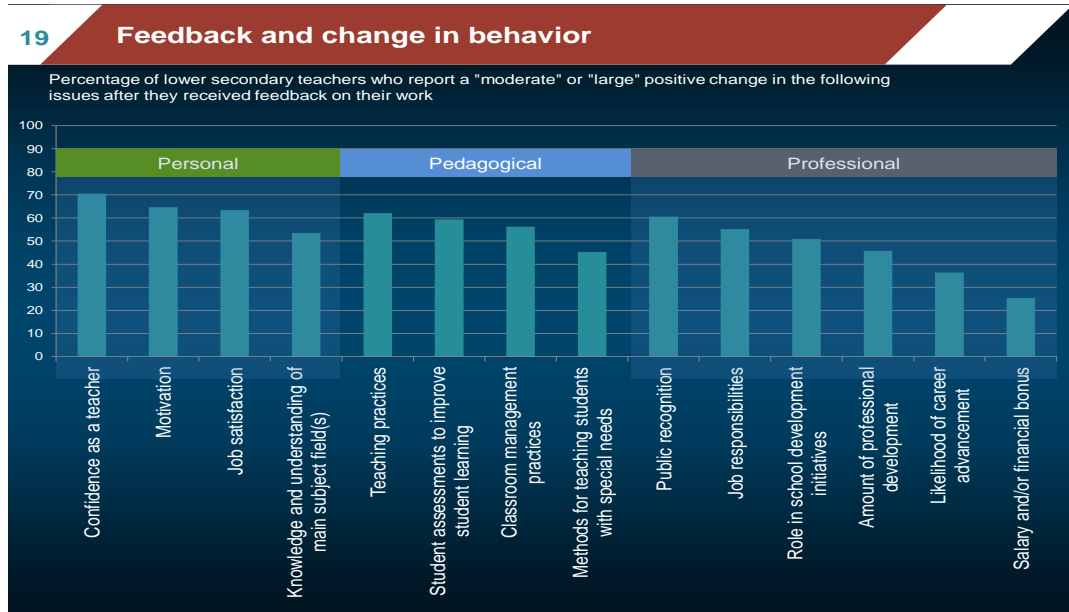 19
Feedback and change in behavior
Percentage of lower secondary teachers who report a "moderate" or "large" positive change in the following
issues after they received feedback on their work
100
90
80
70
60
50
40
30
20
10
0
Personal
Pedagogical
Professional
Confidence as a teacher
Motivation
Job satisfaction
Knowledge and understanding of
main subject field(s)
Teaching practices
Student assessments to improve
student learning
Classroom management
practices
Methods for teaching students
with special needs
Public recognition
Job responsibilities
Role in school development
initiatives
Amount of professional
development
Likelihood of career
advancement
Salary and/or financial bonus